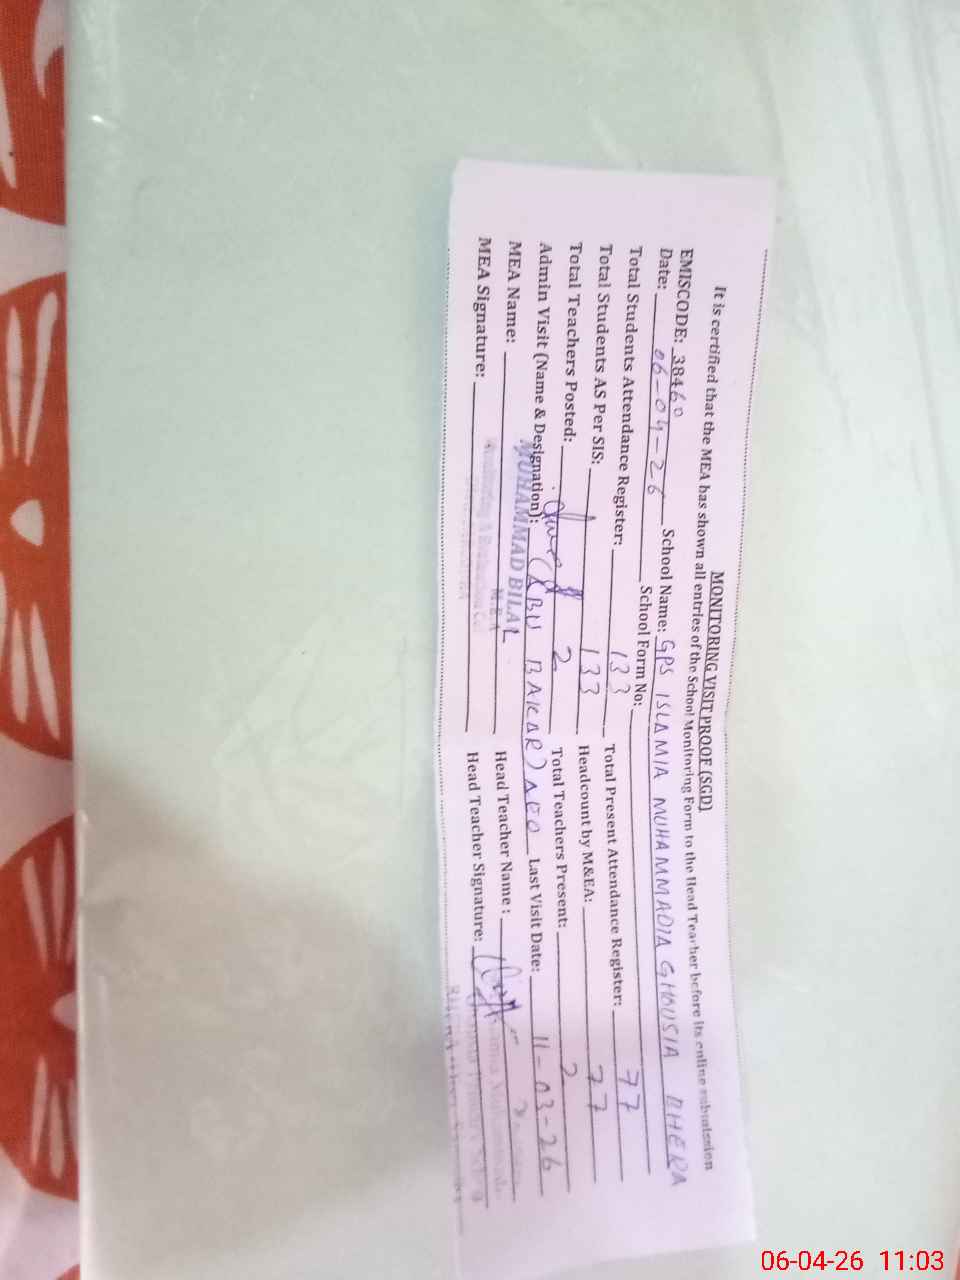 MONITORING VISIT PROOF (SGD)
It is certified that the MEA has shown all entries of the School Monitoring Form to the Head Teacher before its online submission
EMISCODE: 38460 School Name: GPS ISLAMIA MUHAMMADIA GHOUSIA BHERA
Date: 06-04-26 School Form No:
Total Students Attendance Register: 133 Total Present Attendance Register: 77
Total Students AS Per SIS: 133 Headcount by M&EA: 77
Total Teachers Posted: 2 Total Teachers Present: 2
Admin Visit (Name & Designation): (ABU BAKAR) AEO Last Visit Date: 11-03-26
MEA Name: MUHAMMAD BILAL Head Teacher Name:
M.E.A
MEA Signature: Head Teacher Signature:
Monitoring & Evaluation Cell
06-04-26 11:03